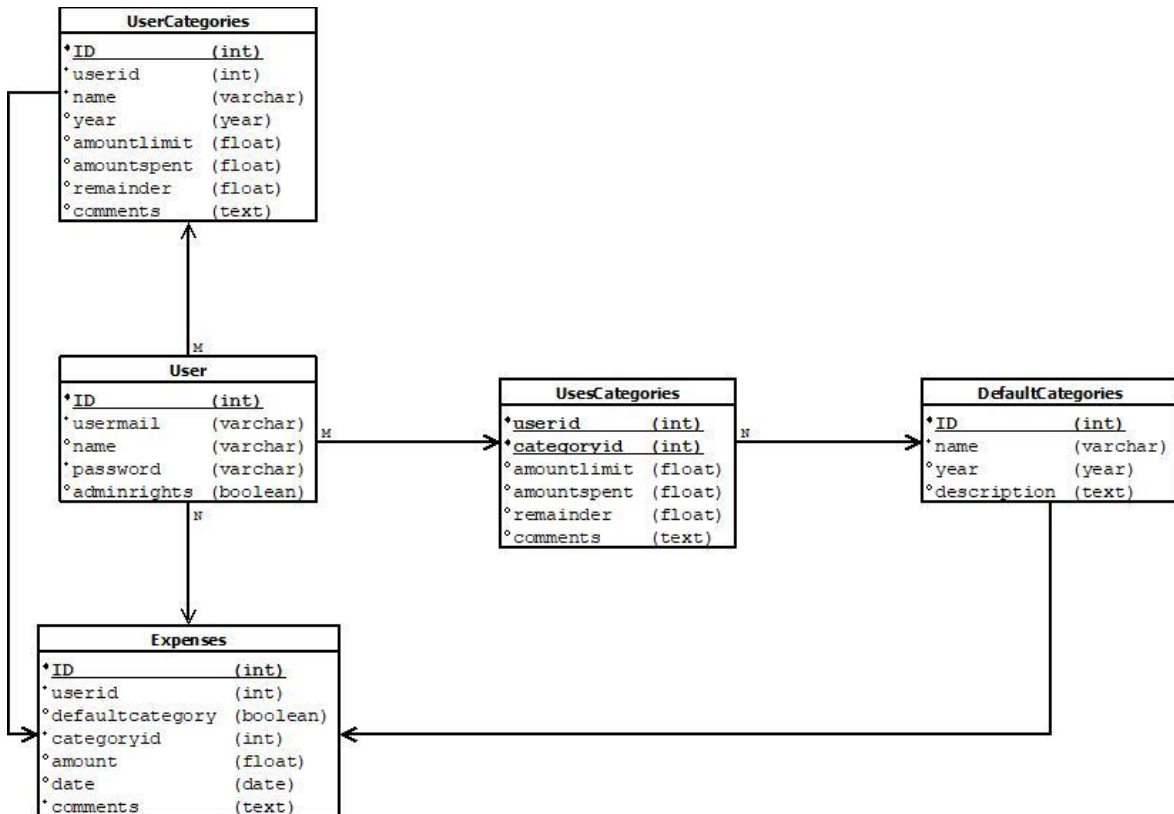 UserCategories
ID (int)
userid (int)
name (varchar)
year (year)
amountlimit (float)
amountspent (float)
remainder (float)
comments (text)
M
User
ID (int)
usermail (varchar)
name (varchar)
password (varchar)
adminrights (boolean)
M
N
UsesCategories
userid (int)
categoryid (int)
amountlimit (float)
amountspent (float)
remainder (float)
comments (text)
N
DefaultCategories
ID (int)
name (varchar)
year (year)
description (text)
Expenses
ID (int)
userid (int)
defaultcategory (boolean)
categoryid (int)
amount (float)
date (date)
comments (text)